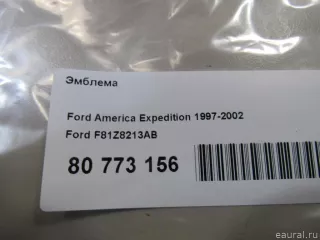 Эмблема
Ford America Expedition 1997-2002
Ford F81Z8213AB
80 773 156
eaural.ru